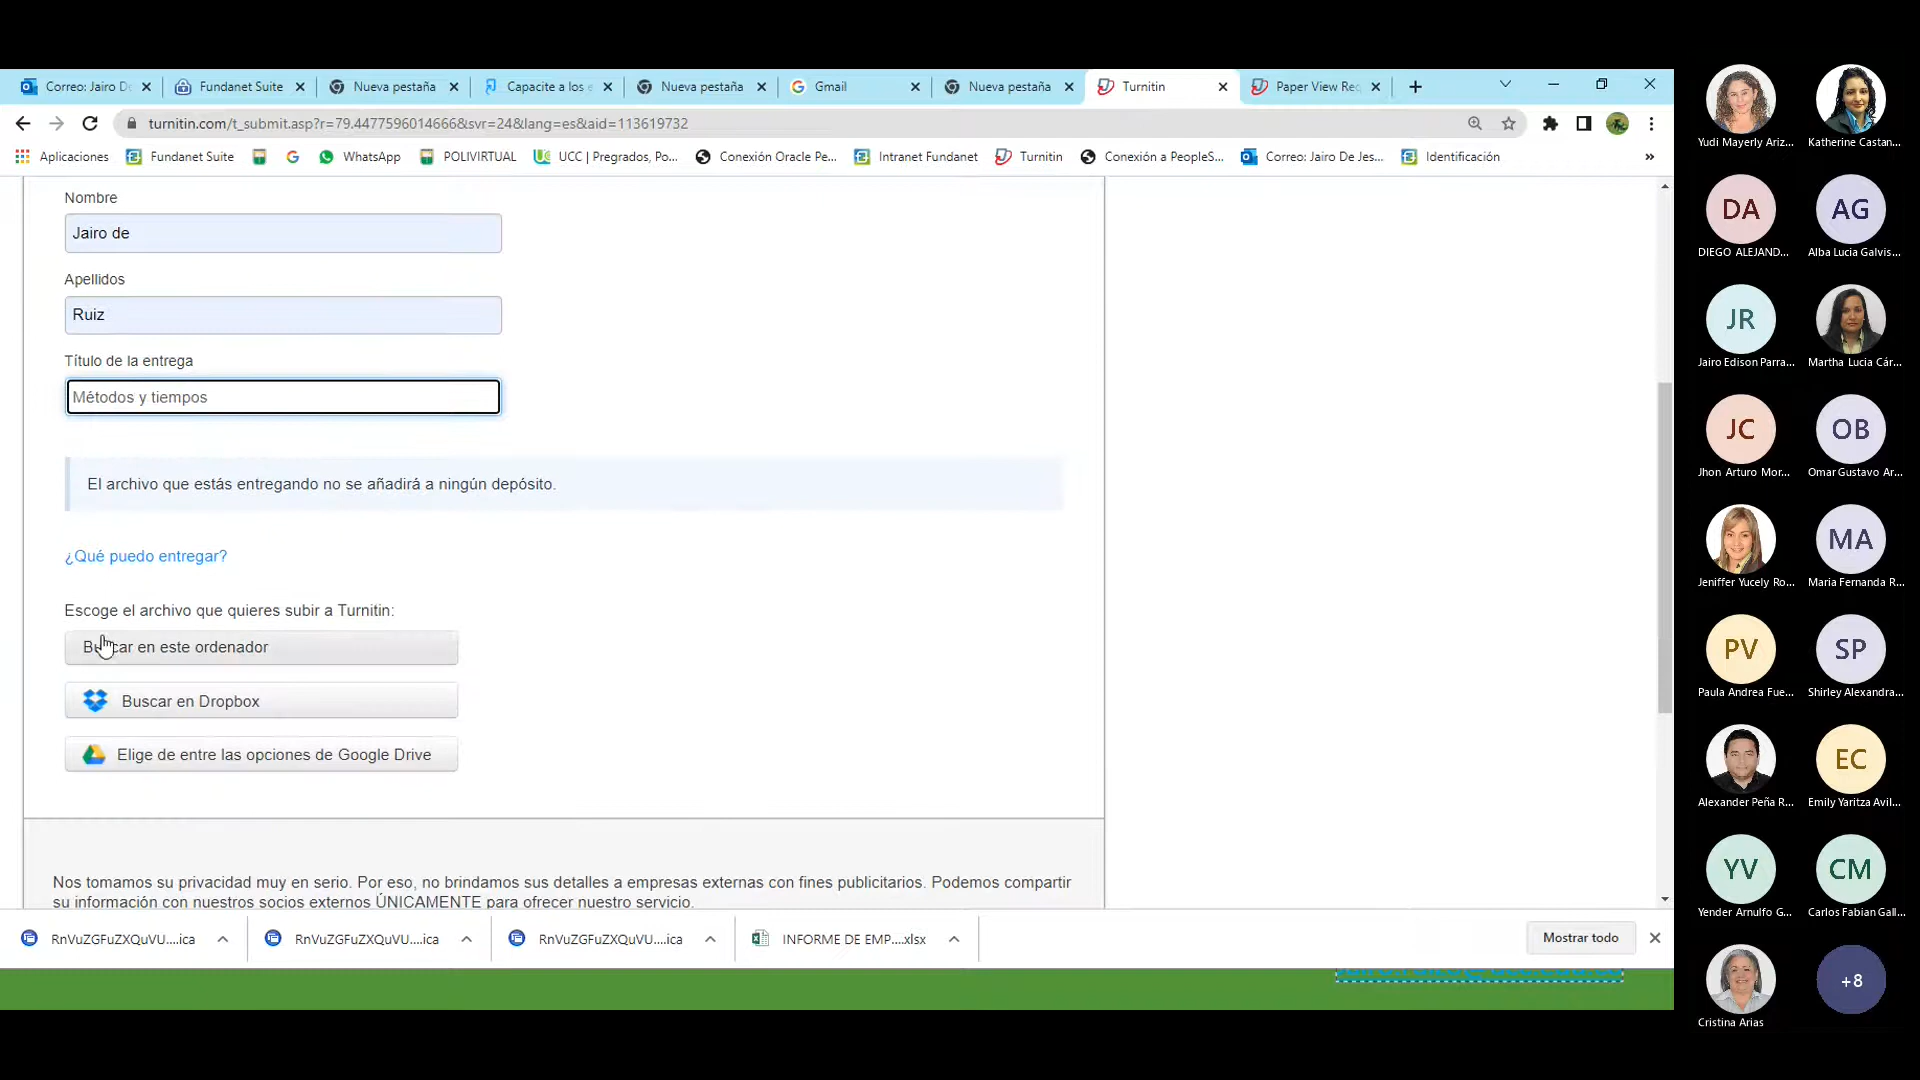 Correo: Jairo D
Fundanet Suite
Nueva pestaña
Capacite a los e
Nueva pestaña
Gmail
Nueva pestaña
Turnitin
Paper View Req
turnitin.com/t_submit.asp?r=79.4477596014666&svr=24&lang=es&aid=113619732
Aplicaciones
Fundanet Suite
WhatsApp
POLIVIRTUAL
UCC | Pregrados, Po...
Conexión Oracle Pe...
Intranet Fundanet
Turnitin
Conexión a PeopleS...
Correo: Jairo De Jes...
Identificación
»
Nombre
Jairo de
Apellidos
Ruiz
Título de la entrega
Métodos y tiempos
El archivo que estás entregando no se añadirá a ningún depósito.
¿Qué puedo entregar?
Escoge el archivo que quieres subir a Turnitin:
Buscar en este ordenador
Buscar en Dropbox
Elige de entre las opciones de Google Drive
Nos tomamos su privacidad muy en serio. Por eso, no brindamos sus detalles a empresas externas con fines publicitarios. Podemos compartir
su información con nuestros socios externos ÚNICAMENTE para ofrecer nuestro servicio.
RnVuZGFuZXQuVU....ica
RnVuZGFuZXQuVU....ica
RnVuZGFuZXQuVU....ica
INFORME DE EMP....xlsx
Mostrar todo
Yudi Mayerly Ariz...
Katherine Castan...
DA
DIEGO ALEJAND...
AG
Alba Lucia Galvis...
JR
Jairo Edison Parra...
Martha Lucia Cár...
JC
Jhon Arturo Mor...
OB
Omar Gustavo Ar...
Jeniffer Yucely Ro...
MA
Maria Fernanda R...
PV
Paula Andrea Fue...
SP
Shirley Alexandra...
Alexander Peña R...
EC
Emily Yaritza Avil...
YV
Yender Arnulfo G...
CM
Carlos Fabian Gall...
Cristina Arias
+8